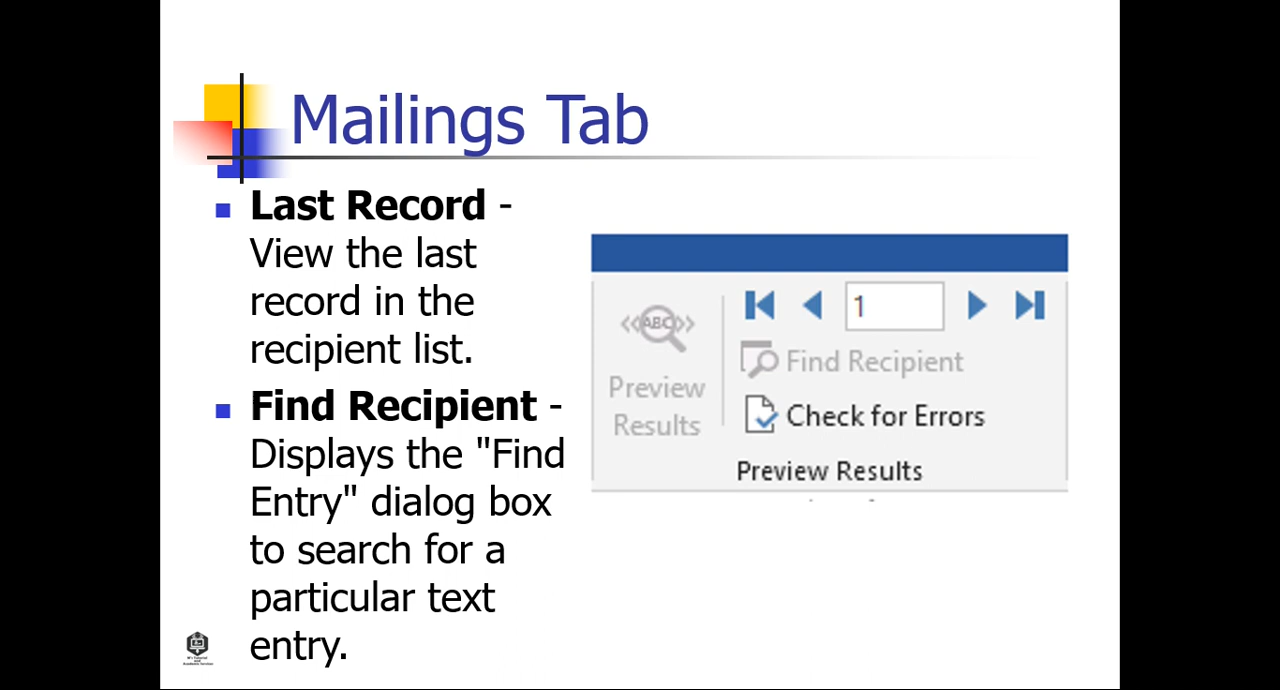 Mailings Tab
Last Record -
View the last
record in the
recipient list.
Find Recipient -
Displays the "Find
Entry" dialog box
to search for a
particular text
entry.
1
ABC
Find Recipient
Preview
Results
Check for Errors
Preview Results